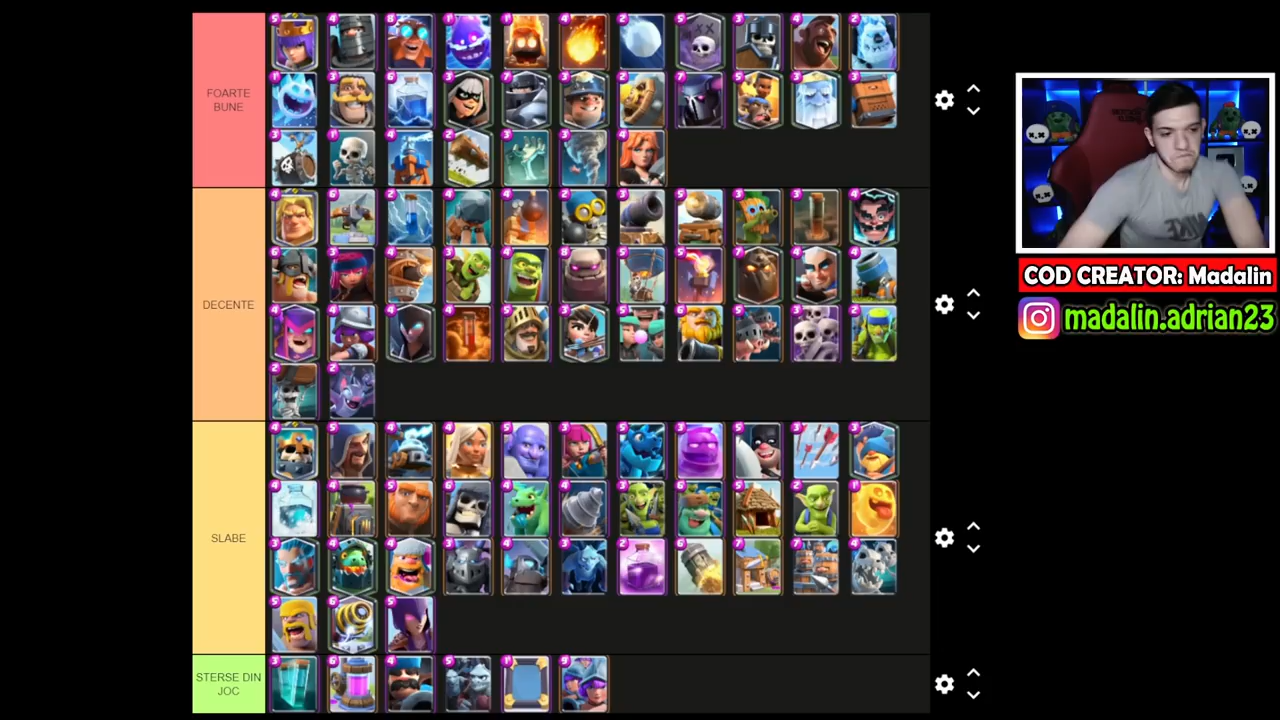 FOARTE
BUNE
DECENTE
SLABE
STERSE DIN
JOC
COD CREATOR: Madalin
madalin.adrian23